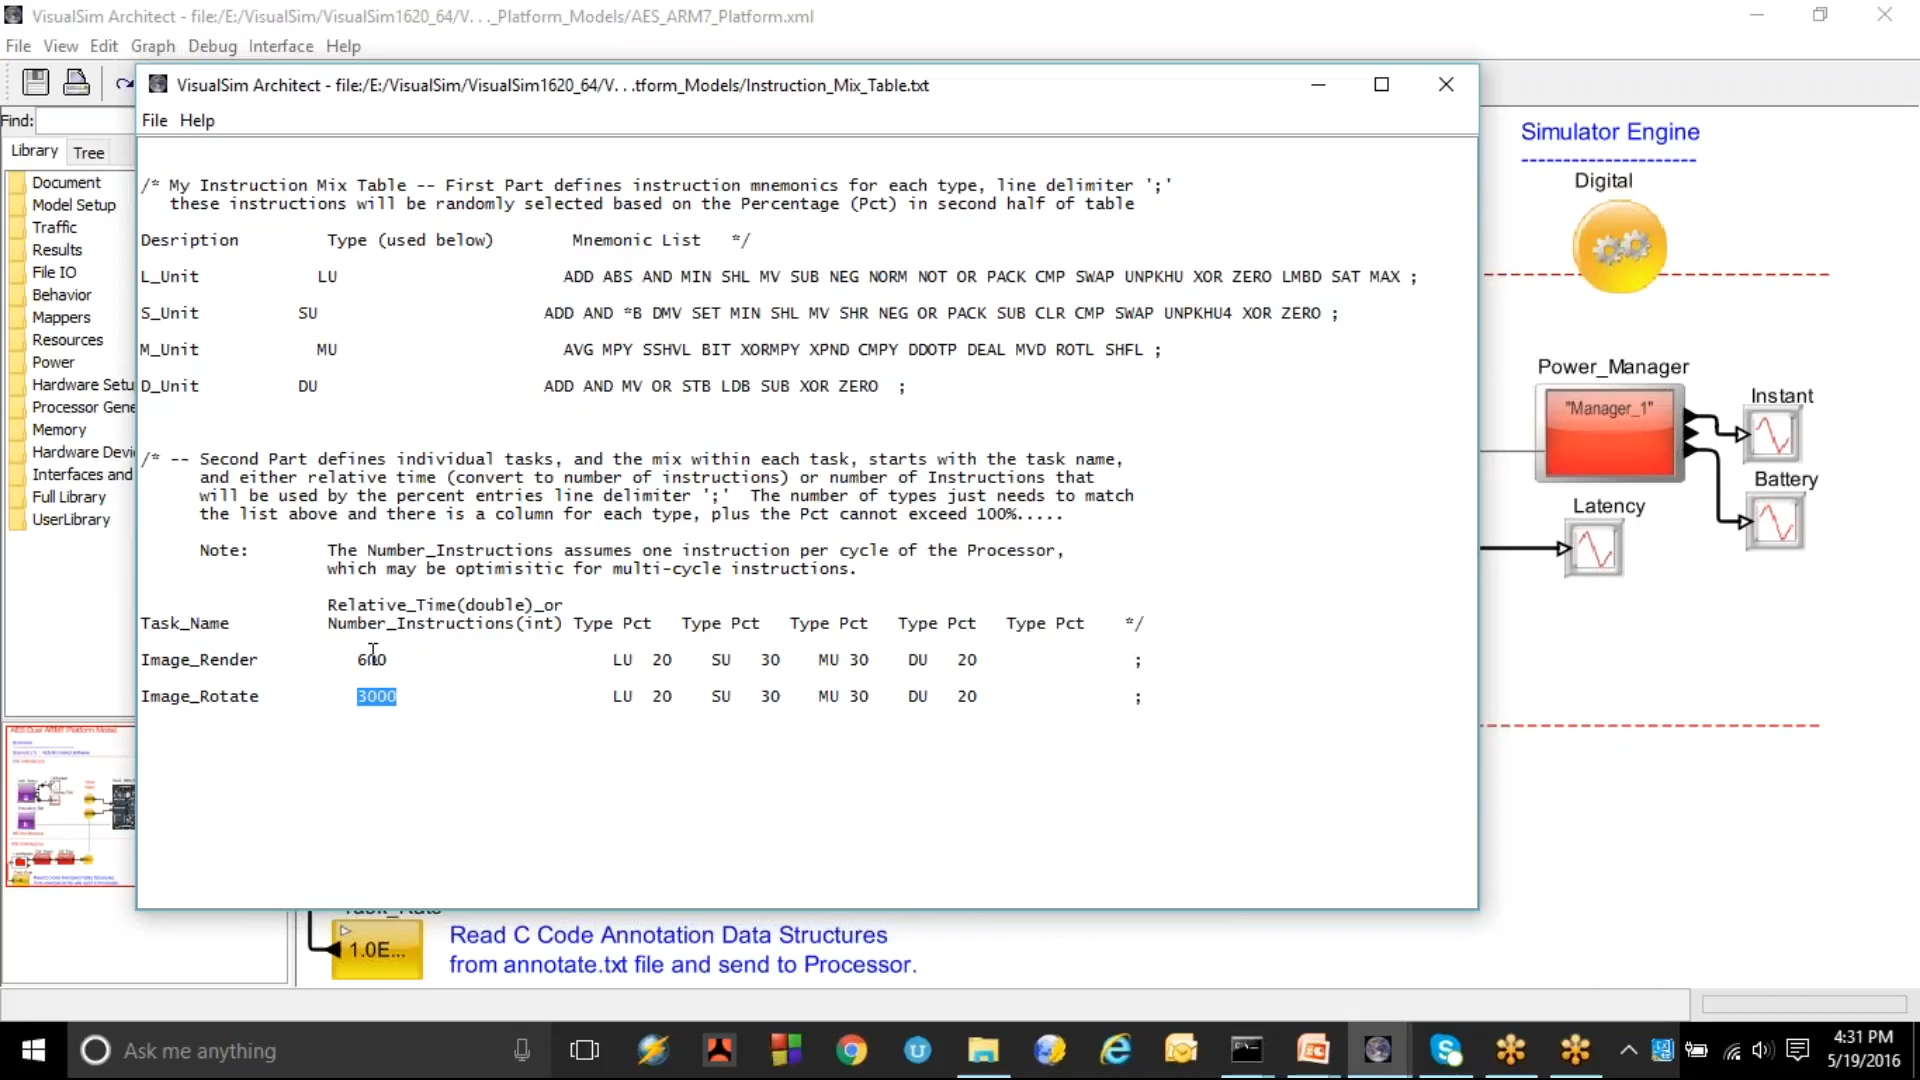 VisualSim Architect - file:/E:/VisualSim/VisualSim1620_64/V. . ._Platform_Models/AES_ARM7_Platform.xml
File View Edit Graph Debug Interface Help
VisualSim Architect - file:/E:/VisualSim/VisualSim1620_64/V. . .tform_Models/Instruction_Mix_Table.txt
File Help
Find:
Library Tree
Document
Model Setup
Traffic
Results
File IO
Behavior
Mappers
Resources
Power
Hardware Setu
Processor Gene
Memory
Hardware Devi
Interfaces and
Full Library
UserLibrary
/* My Instruction Mix Table -- First Part defines instruction mnemonics for each type, line delimiter ';'
these instructions will be randomly selected based on the Percentage (Pct) in second half of table
Desription Type (used below) Mnemonic List */
L_Unit LU ADD ABS AND MIN SHL MV SUB NEG NORM NOT OR PACK CMP SWAP UNPKHU XOR ZERO LMBD SAT MAX ;
S_Unit SU ADD AND *B DMV SET MIN SHL MV SHR NEG OR PACK SUB CLR CMP SWAP UNPKHU4 XOR ZERO ;
M_Unit MU AVG MPY SSHVL BIT XORMPY XPND CMPY DDOTP DEAL MVD ROTL SHFL ;
D_Unit DU ADD AND MV OR STB LDB SUB XOR ZERO ;
/* -- Second Part defines individual tasks, and the mix within each task, starts with the task name,
and either relative time (convert to number of instructions) or number of Instructions that
will be used by the percent entries line delimiter ';' The number of types just needs to match
the list above and there is a column for each type, plus the Pct cannot exceed 100%.....
Note: The Number_Instructions assumes one instruction per cycle of the Processor,
which may be optimisitic for multi-cycle instructions.
Relative_Time(double)_or
Task_Name Number_Instructions(int) Type Pct Type Pct Type Pct Type Pct Type Pct */
Image_Render 600 LU 20 SU 30 MU 30 DU 20 ;
Image_Rotate 3000 LU 20 SU 30 MU 30 DU 20 ;
Simulator Engine
--------------------
Digital
Power_Manager
"Manager_1"
Instant
Battery
Latency
1.0E...
Read C Code Annotation Data Structures
from annotate.txt file and send to Processor.
Ask me anything
4:31 PM
5/19/2016